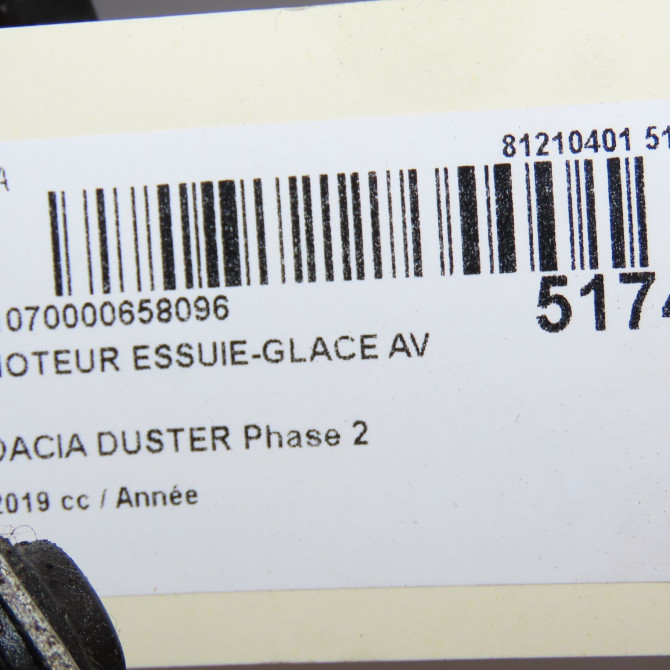 81210401 51
A
070000658096
5174
MOTEUR ESSUIE-GLACE AV
DACIA DUSTER Phase 2
2019 cc / Année